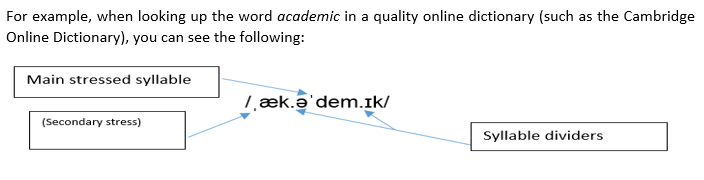 For example, when looking up the word academic in a quality online dictionary (such as the Cambridge
Online Dictionary), you can see the following:
Main stressed syllable
/ˌæk.əˈdem.ɪk/
(Secondary stress)
Syllable dividers